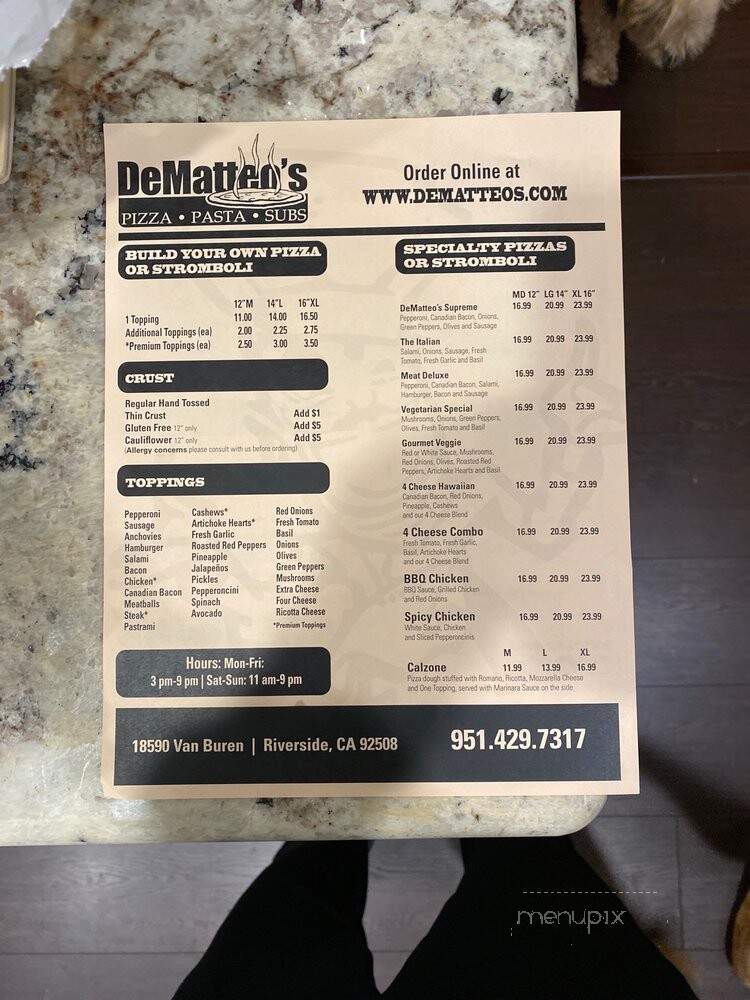 DeMatteo's
PIZZA • PASTA • SUBS
Order Online at
WWW.DEMATTEOS.COM
BUILD YOUR OWN PIZZA
OR STROMBOLI
12"M 14"L 16"XL
1 Topping 11.00 14.00 16.50
Additional Toppings (ea) 2.00 2.25 2.75
*Premium Toppings (ea) 2.50 3.00 3.50
CRUST
Regular Hand Tossed
Thin Crust Add $1
Gluten Free 12" only Add $5
Cauliflower 12" only Add $5
(Allergy concerns please consult with us before ordering)
TOPPINGS
Pepperoni
Sausage
Anchovies
Hamburger
Salami
Bacon
Chicken*
Canadian Bacon
Meatballs
Steak*
Pastrami
Cashews*
Artichoke Hearts*
Fresh Garlic
Roasted Red Peppers
Pineapple
Jalapeños
Pickles
Pepperoncini
Spinach
Avocado
Red Onions
Fresh Tomato
Basil
Onions
Olives
Green Peppers
Mushrooms
Extra Cheese
Four Cheese
Ricotta Cheese
*Premium Toppings
Hours: Mon-Fri:
3 pm-9 pm | Sat-Sun: 11 am-9 pm
SPECIALTY PIZZAS
OR STROMBOLI
MD 12" LG 14" XL 16"
DeMatteo's Supreme 16.99 20.99 23.99
Pepperoni, Canadian Bacon, Onions,
Green Peppers, Olives and Sausage
The Italian 16.99 20.99 23.99
Salami, Onions, Sausage, Fresh
Tomato, Fresh Garlic and Basil
Meat Deluxe 16.99 20.99 23.99
Pepperoni, Canadian Bacon, Salami,
Hamburger, Bacon and Sausage
Vegetarian Special 16.99 20.99 23.99
Mushrooms, Onions, Green Peppers,
Olives, Fresh Tomato and Basil
Gourmet Veggie 16.99 20.99 23.99
Red or White Sauce, Mushrooms,
Red Onions, Olives, Roasted Red
Peppers, Artichoke Hearts and Basil
4 Cheese Hawaiian 16.99 20.99 23.99
Canadian Bacon, Red Onions,
Pineapple, Cashews
and our 4 Cheese Blend
4 Cheese Combo 16.99 20.99 23.99
Fresh Tomato, Fresh Garlic,
Basil, Artichoke Hearts
and our 4 Cheese Blend
BBQ Chicken 16.99 20.99 23.99
BBQ Sauce, Grilled Chicken
and Red Onions
Spicy Chicken 16.99 20.99 23.99
White Sauce, Chicken
and Sliced Pepperoncinis
M L XL
Calzone 11.99 13.99 16.99
Pizza dough stuffed with Romano, Ricotta, Mozzarella Cheese
and One Topping, served with Marinara Sauce on the side
18590 Van Buren | Riverside, CA 92508 951.429.7317
menupix